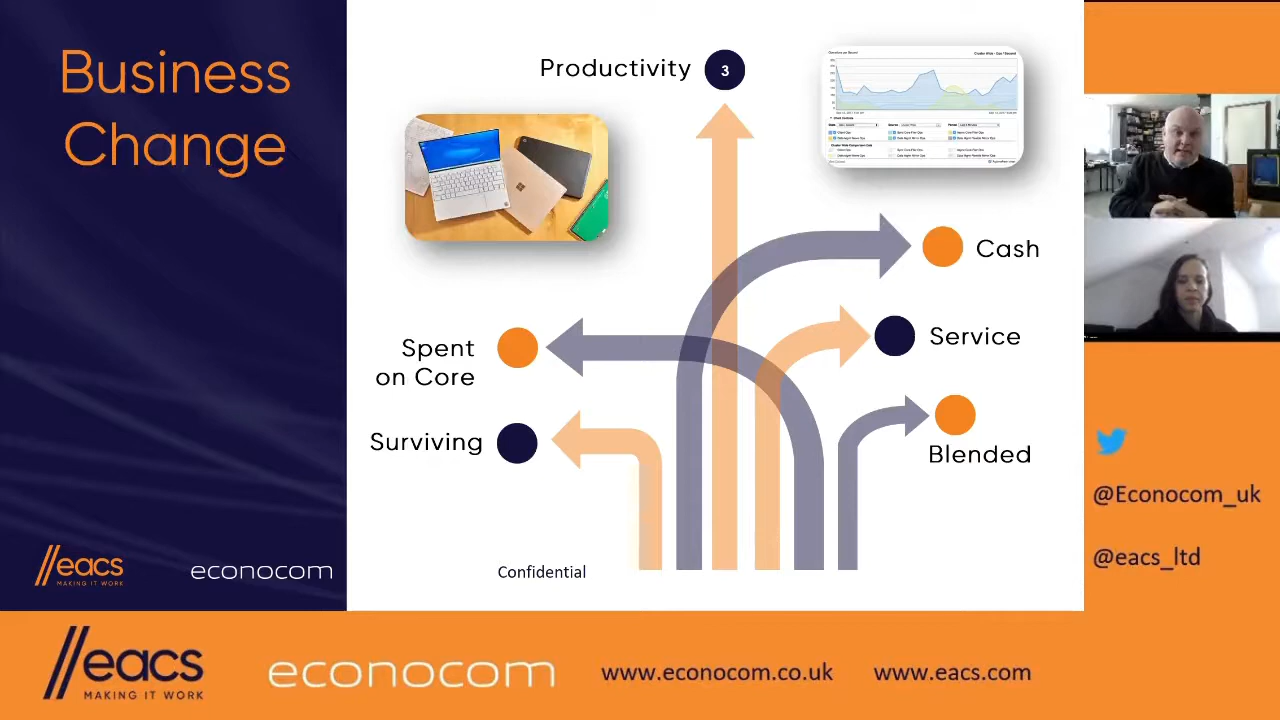 Business
Change
Productivity
3
Cash
Service
Blended
Spent
on Core
Surviving
Confidential
//eacs
MAKING IT WORK
econocom
@Econocom_uk
@eacs_ltd
//eacs
MAKING IT WORK
econocom
www.econocom.co.uk
www.eacs.com